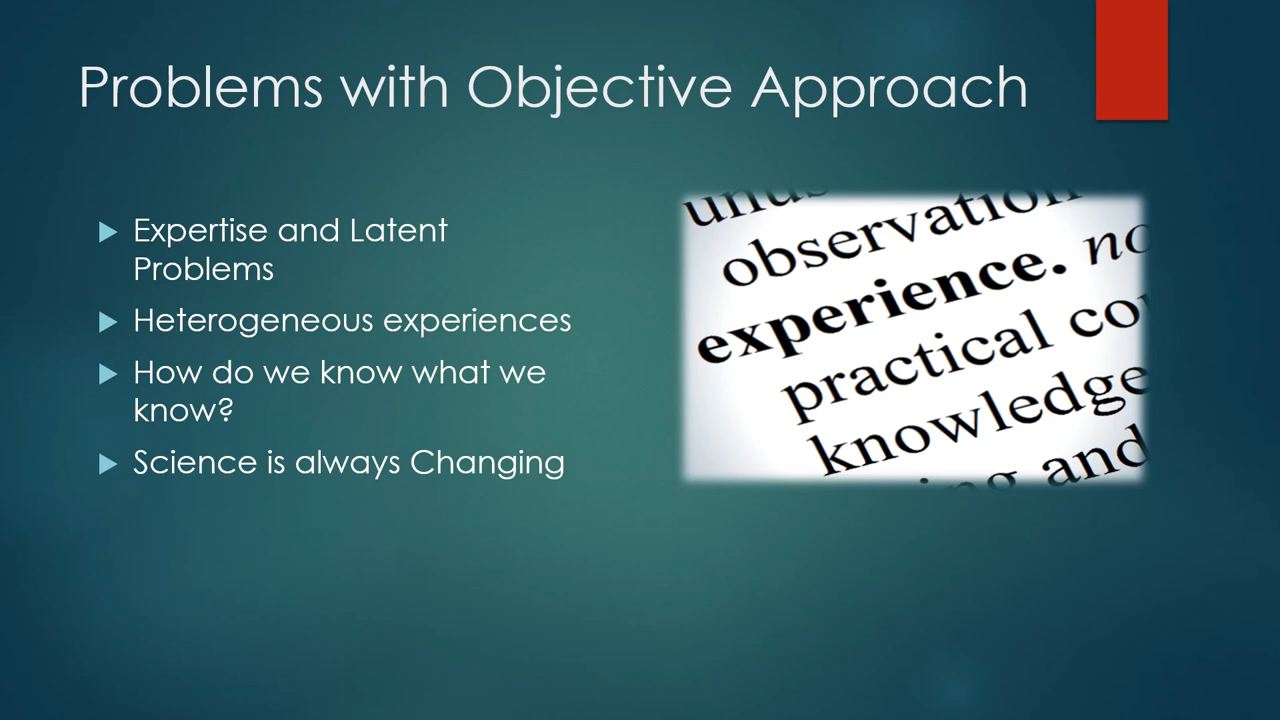 Problems with Objective Approach
Expertise and Latent
Problems
Heterogeneous experiences
How do we know what we
know?
Science is always Changing
observation
experience. no
practical
knowledge
and